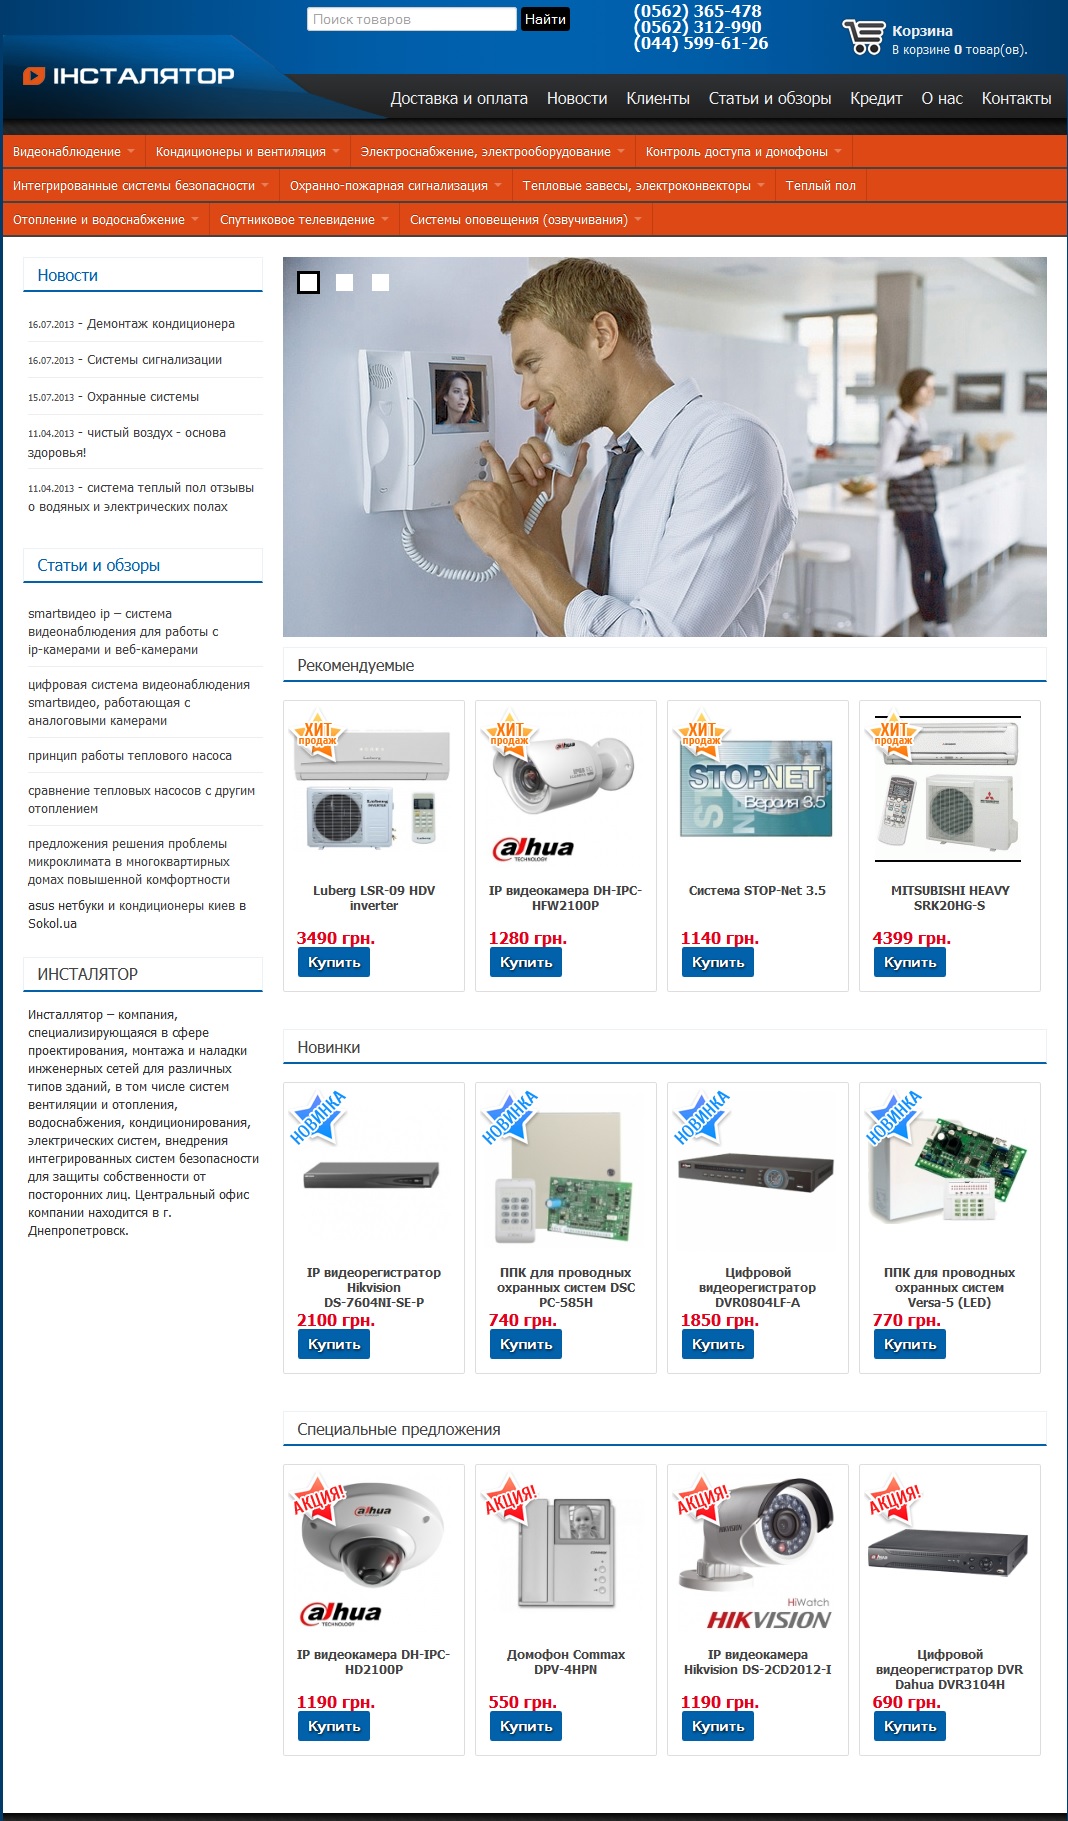 Поиск товаров
Найти
(0562) 365-478
(0562) 312-990
(044) 599-61-26
Корзина
В корзине 0 товар(ов).
ІНСТАЛЯТОР
Доставка и оплата Новости Клиенты Статьи и обзоры Кредит О нас Контакты
Видеонаблюдение Кондиционеры и вентиляция Электроснабжение, электрооборудование Контроль доступа и домофоны
Интегрированные системы безопасности Охранно-пожарная сигнализация Тепловые завесы, электроконвекторы Теплый пол
Отопление и водоснабжение Спутниковое телевидение Системы оповещения (озвучивания)
Новости
16.07.2013 - Демонтаж кондиционера
16.07.2013 - Системы сигнализации
15.07.2013 - Охранные системы
11.04.2013 - чистый воздух - основа
здоровья!
11.04.2013 - система теплый пол отзывы
о водяных и электрических полах
Статьи и обзоры
smartвидео ip – система
видеонаблюдения для работы с
ip-камерами и веб-камерами
цифровая система видеонаблюдения
smartвидео, работающая с
аналоговыми камерами
принцип работы теплового насоса
сравнение тепловых насосов с другим
отоплением
предложения решения проблемы
микроклимата в многоквартирных
домах повышенной комфортности
asus нетбуки и кондиционеры киев в
Sokol.ua
ИНСТАЛЯТОР
Инсталлятор – компания,
специализирующаяся в сфере
проектирования, монтажа и наладки
инженерных сетей для различных
типов зданий, в том числе систем
вентиляции и отопления,
водоснабжения, кондиционирования,
электрических систем, внедрения
интегрированных систем безопасности
для защиты собственности от
посторонних лиц. Центральный офис
компании находится в г.
Днепропетровск.
Рекомендуемые
ХИТ
продаж
Luberg LSR-09 HDV
inverter
3490 грн.
Купить
ХИТ
продаж
alhua
alhua
TECHNOLOGY
IP видеокамера DH-IPC-
HFW2100P
1280 грн.
Купить
ХИТ
продаж
STOPNET
Версия 3.5
Система STOP-Net 3.5
1140 грн.
Купить
ХИТ
продаж
MITSUBISHI HEAVY
SRK20HG-S
4399 грн.
Купить
Новинки
НОВИНКА
IP видеорегистратор
Hikvision
DS-7604NI-SE-P
2100 грн.
Купить
НОВИНКА
ППК для проводных
охранных систем DSC
PC-585H
740 грн.
Купить
НОВИНКА
Цифровой
видеорегистратор
DVR0804LF-A
1850 грн.
Купить
НОВИНКА
ППК для проводных
охранных систем
Versa-5 (LED)
770 грн.
Купить
Специальные предложения
АКЦИЯ!
alhua
alhua
TECHNOLOGY
IP видеокамера DH-IPC-
HD2100P
1190 грн.
Купить
АКЦИЯ!
Домофон Commax
DPV-4HPN
550 грн.
Купить
АКЦИЯ!
HIKVISION
HiWatch
HIKVISION
IP видеокамера
Hikvision DS-2CD2012-I
1190 грн.
Купить
АКЦИЯ!
Цифровой
видеорегистратор DVR
Dahua DVR3104H
690 грн.
Купить